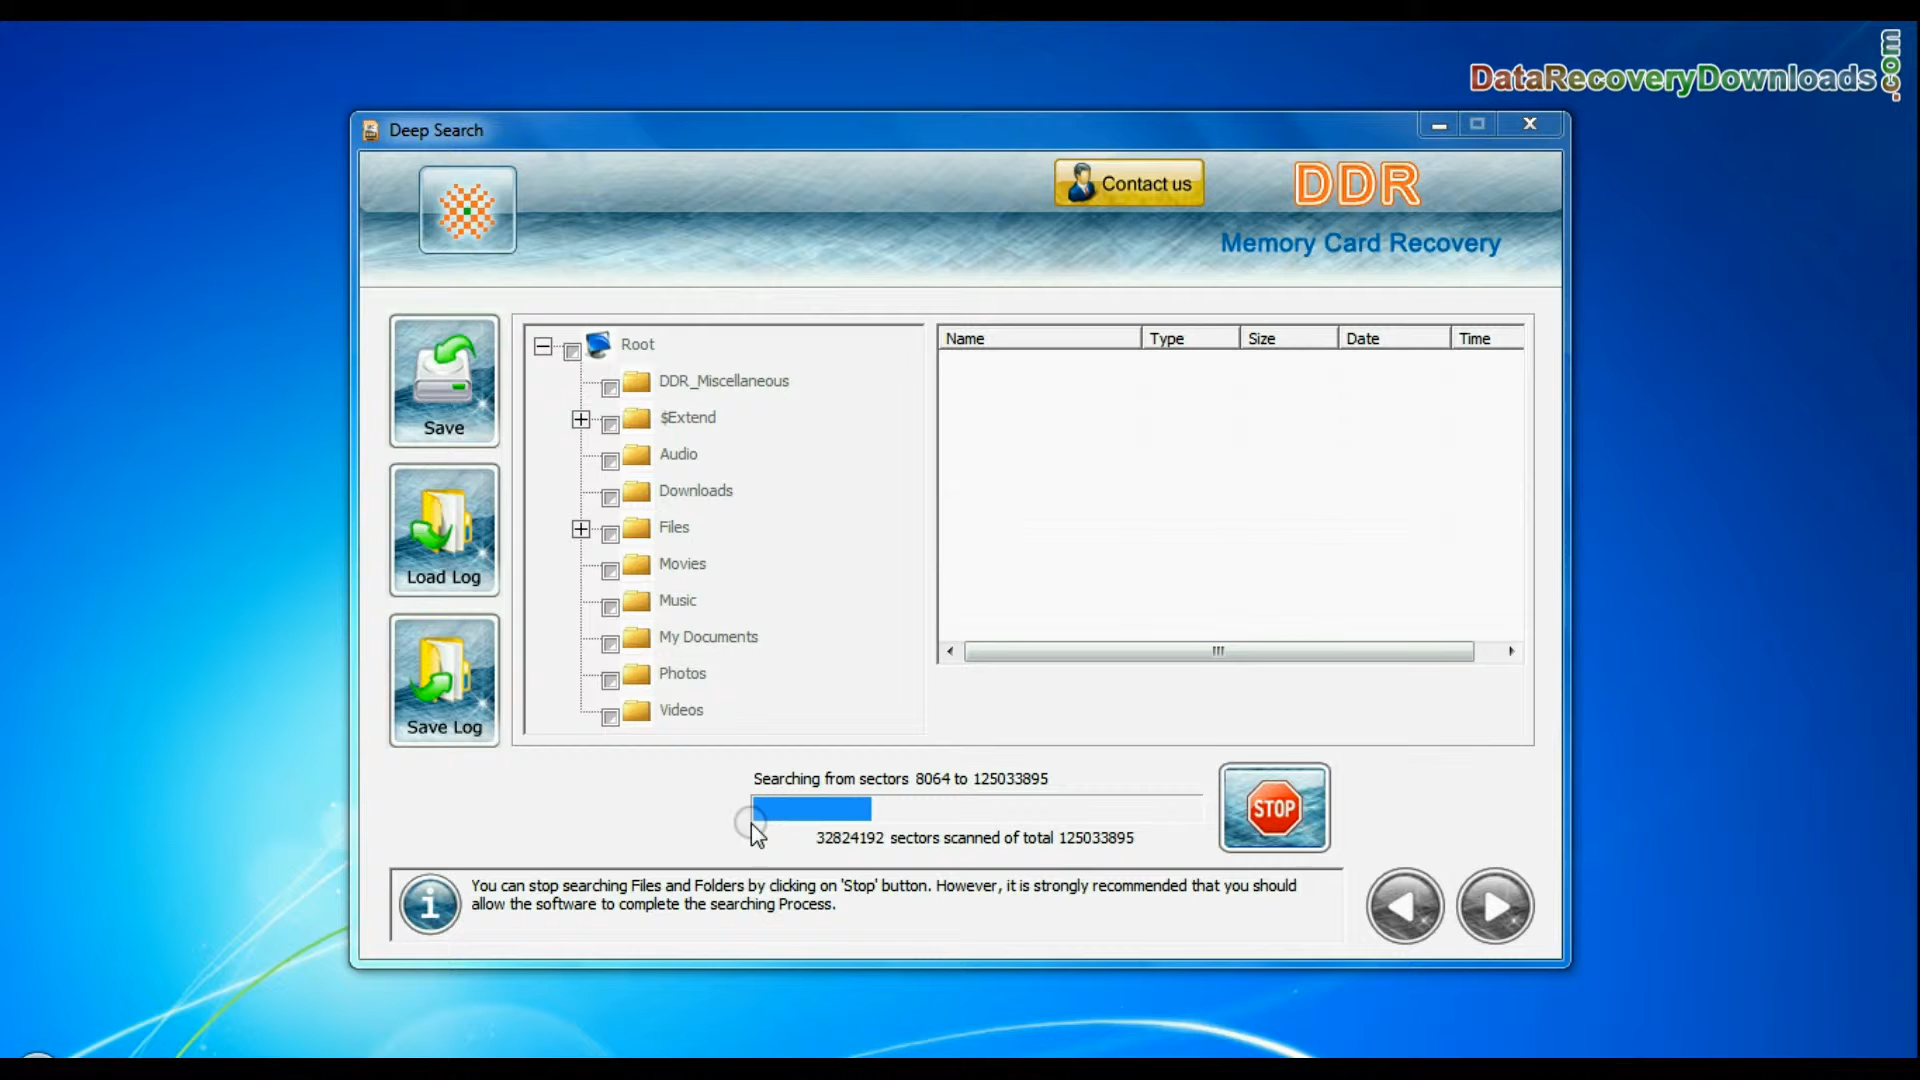 DataRecoveryDownloads.com
Deep Search
Contact us
DDR
Memory Card Recovery
Save
Load Log
Save Log
Root
DDR_Miscellaneous
$Extend
Audio
Downloads
Files
Movies
Music
My Documents
Photos
Videos
Name Type Size Date Time
Searching from sectors 8064 to 125033895
32824192 sectors scanned of total 125033895
STOP
You can stop searching Files and Folders by clicking on 'Stop' button. However, it is strongly recommended that you should
allow the software to complete the searching Process.